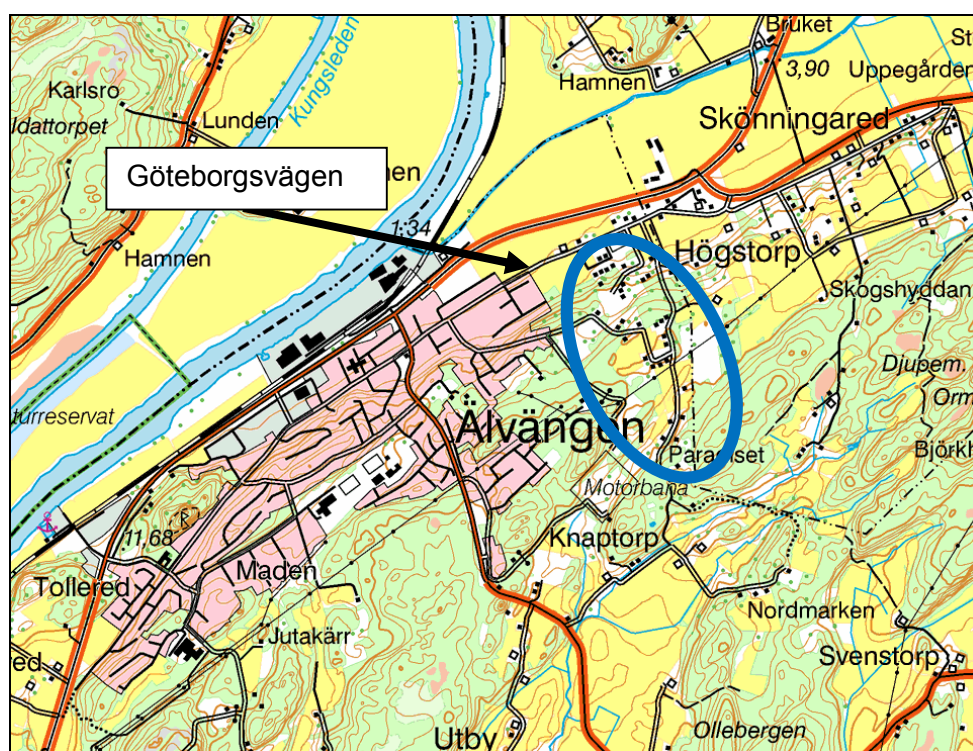 Bruket
St
Karlsro
Kungsleden
Hamnen
3,90
Uppegården
ldattorpet
Lunden
Skönningared
Göteborgsvägen
nen
1,34
Hamnen
Högstorp
Skogshyddan
Djupem.
turreservat
Orm
Älvängen
Paradiset
Björkh
Motorbana
11,68
R
Knaptorp
Tollered
Maden
Nordmarken
Jutakärr
red
Svenstorp
Ollebergen
Utby